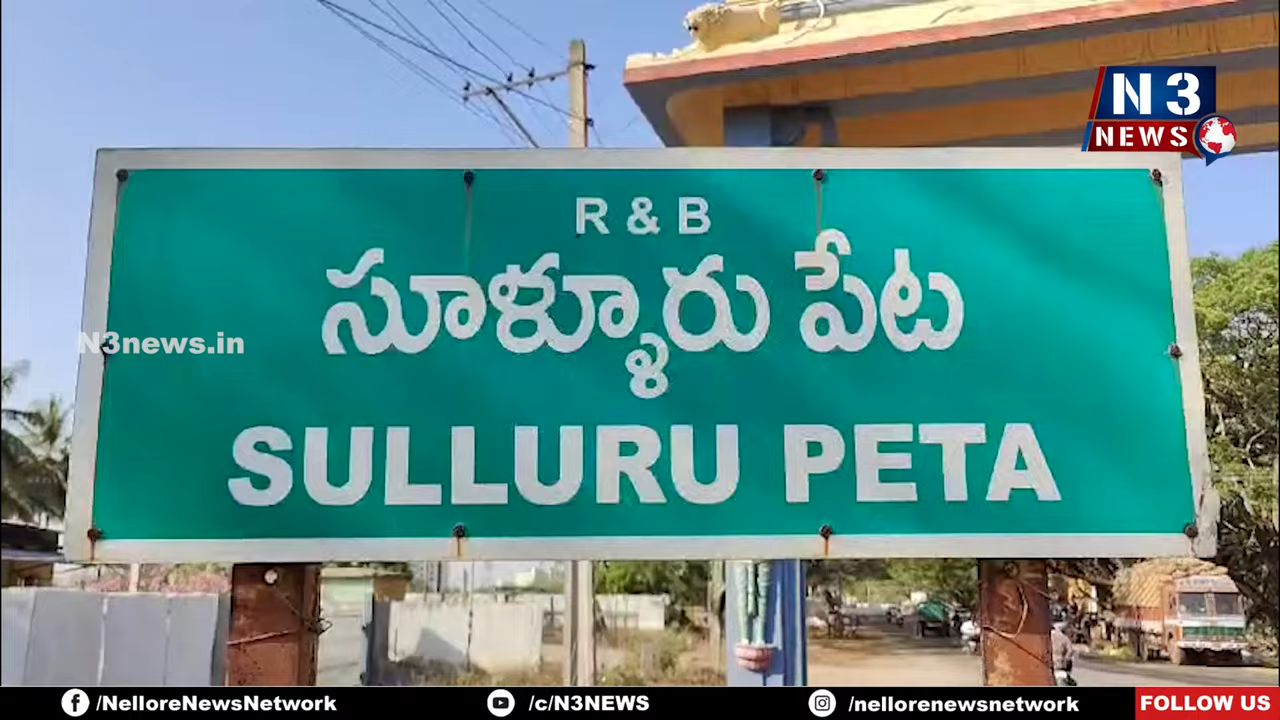 N3
NEWS
R & B
సూళ్ళూరు పేట
N3news.in
SULLURU PETA
/NelloreNewsNetwork
/c/N3NEWS
/nellorenewsnetwork
FOLLOW US